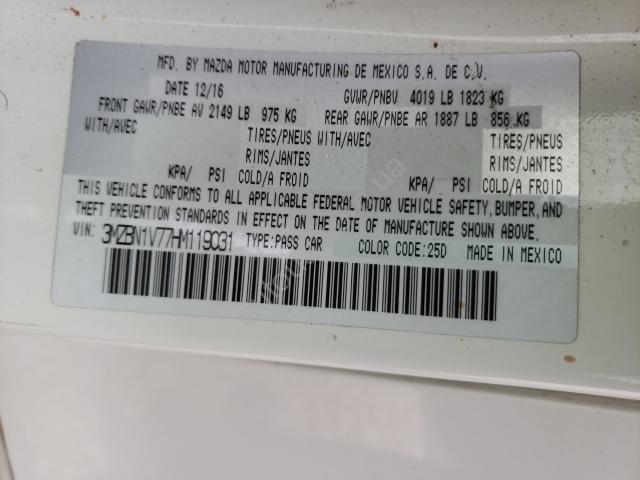 MFD. BY MAZDA MOTOR MANUFACTURING DE MEXICO S.A. DE C.V.
DATE 12/16 GVWR/PNBV 4019 LB 1823 KG
FRONT GAWR/PNBE AV 2149 LB 975 KG REAR GAWR/PNBE AR 1887 LB 856 KG
WITH/AVEC TIRES/PNEUS WITH/AVEC TIRES/PNEUS
RIMS/JANTES RIMS/JANTES
KPA/ PSI COLD/A FROID KPA/ PSI COLD/A FROID
THIS VEHICLE CONFORMS TO ALL APPLICABLE FEDERAL MOTOR VEHICLE SAFETY, BUMPER, AND
THEFT PREVENTION STANDARDS IN EFFECT ON THE DATE OF MANUFACTURE SHOWN ABOVE.
VIN: 3MZBN1V77HM119031 TYPE:PASS CAR COLOR CODE:25D MADE IN MEXICO